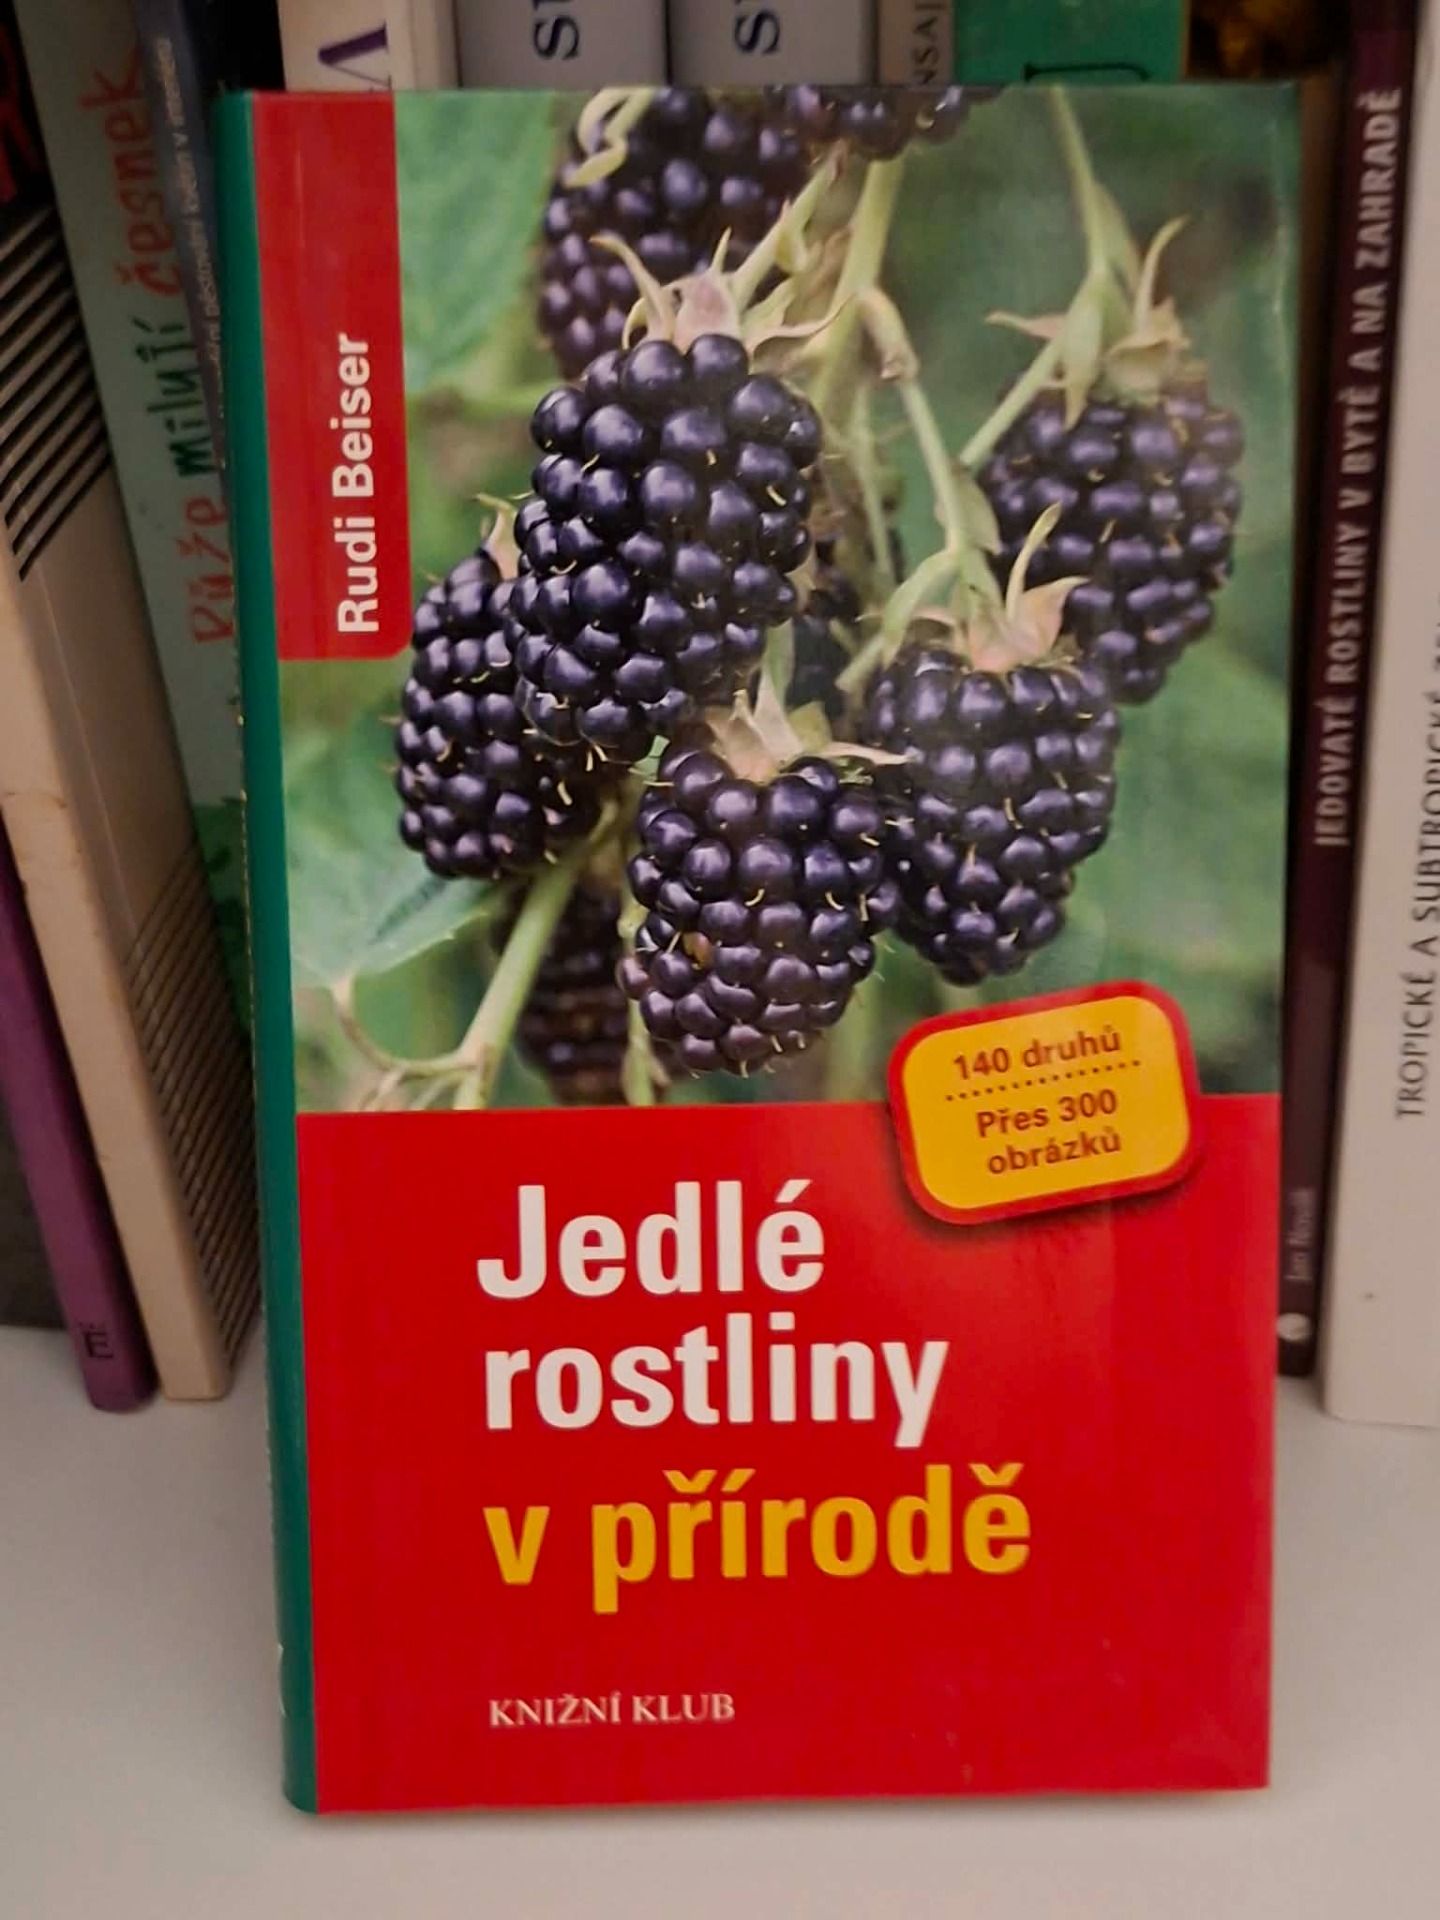 Rudi Beiser
140 druhů
Přes 300
obrázků
Jedlé
rostliny
v přírodě
KNIŽNÍ KLUB
Růže milují česnek
JEDOVATÉ ROSTLINY V BYTĚ A NA ZAHRADĚ
TROPICKÉ A SUBTROPICKÉ